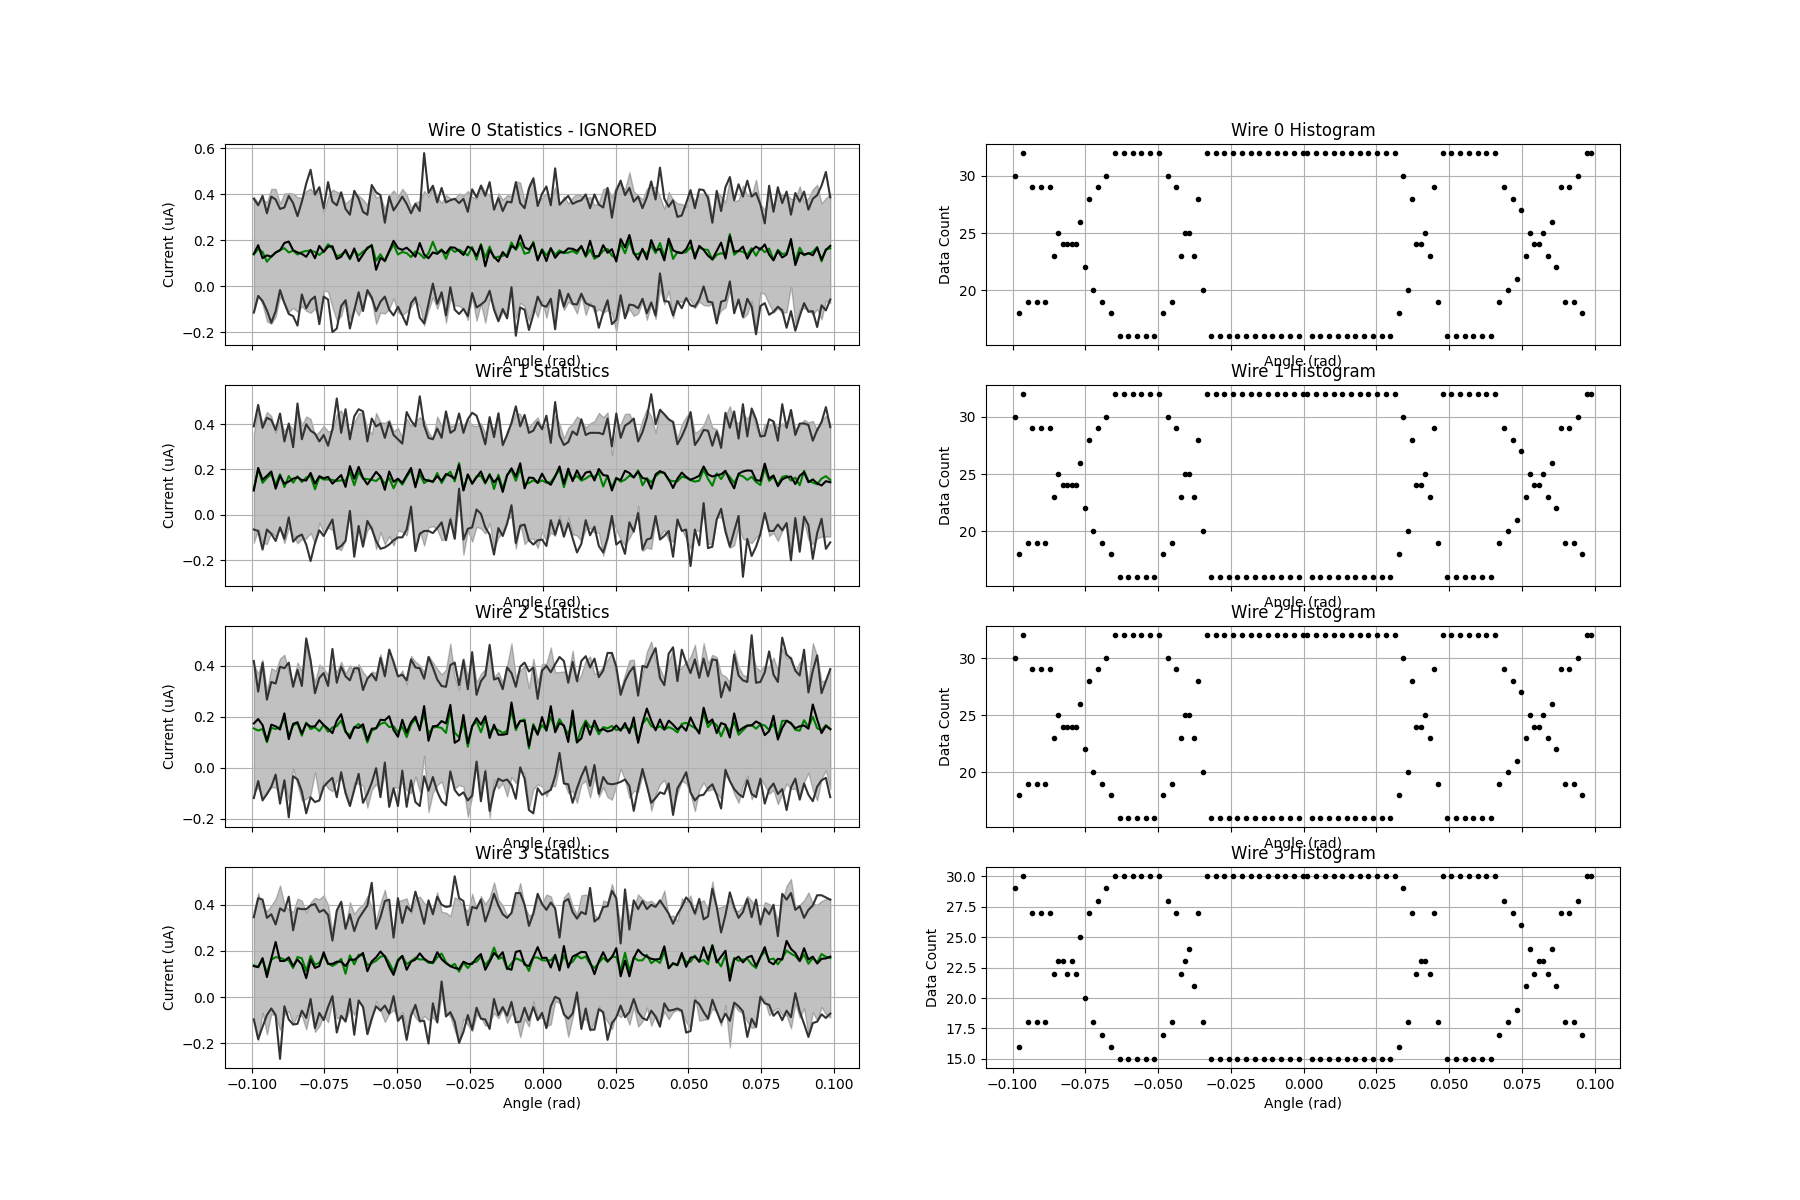 Wire 0 Statistics - IGNORED
Current (uA)
0.6
0.4
0.2
0.0
−0.2
Angle (rad)
Wire 0 Histogram
Data Count
30
25
20
Angle (rad)
Wire 1 Statistics
Current (uA)
0.4
0.2
0.0
−0.2
Angle (rad)
Wire 1 Histogram
Data Count
30
25
20
Angle (rad)
Wire 2 Statistics
Current (uA)
0.4
0.2
0.0
−0.2
Angle (rad)
Wire 2 Histogram
Data Count
30
25
20
Angle (rad)
Wire 3 Statistics
Current (uA)
0.4
0.2
0.0
−0.2
−0.100 −0.075 −0.050 −0.025 0.000 0.025 0.050 0.075 0.100
Angle (rad)
Wire 3 Histogram
Data Count
30.0
27.5
25.0
22.5
20.0
17.5
15.0
−0.100 −0.075 −0.050 −0.025 0.000 0.025 0.050 0.075 0.100
Angle (rad)